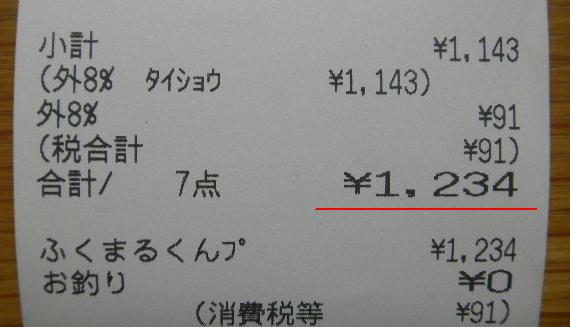 小計 ¥1,143
(外8% ﾀｲｼｮｳ ¥1,143)
外8% ¥91
(税合計 ¥91)
合計/ 7点 ¥1,234
ふくまるくんﾌﾟ ¥1,234
お釣り ¥0
(消費税等 ¥91)